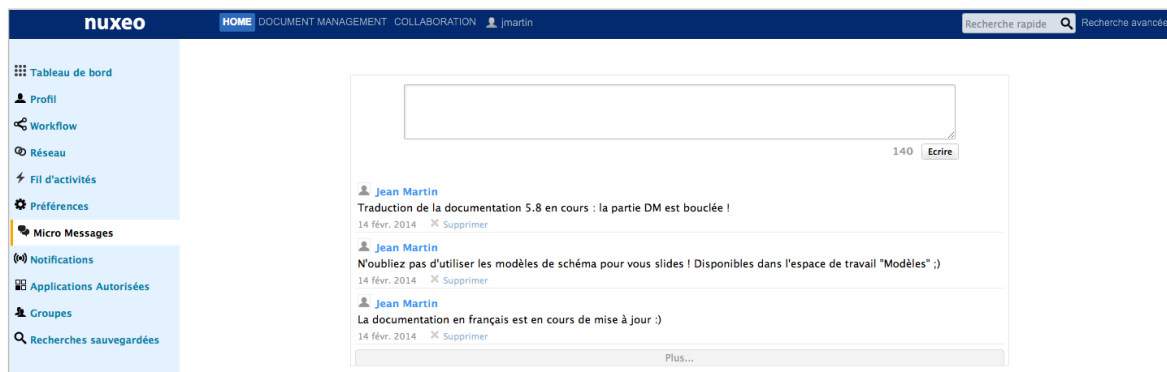 nuxeo
HOME DOCUMENT MANAGEMENT COLLABORATION jmartin
Recherche rapide Recherche avancée
Tableau de bord
Profil
Workflow
Réseau
Fil d'activités
Préférences
Micro Messages
Notifications
Applications Autorisées
Groupes
Recherches sauvegardées
140 Ecrire
Jean Martin
Traduction de la documentation 5.8 en cours : la partie DM est bouclée !
14 févr. 2014 Supprimer
Jean Martin
N'oubliez pas d'utiliser les modèles de schéma pour vous slides ! Disponibles dans l'espace de travail "Modèles" ;)
14 févr. 2014 Supprimer
Jean Martin
La documentation en français est en cours de mise à jour :)
14 févr. 2014 Supprimer
Plus...